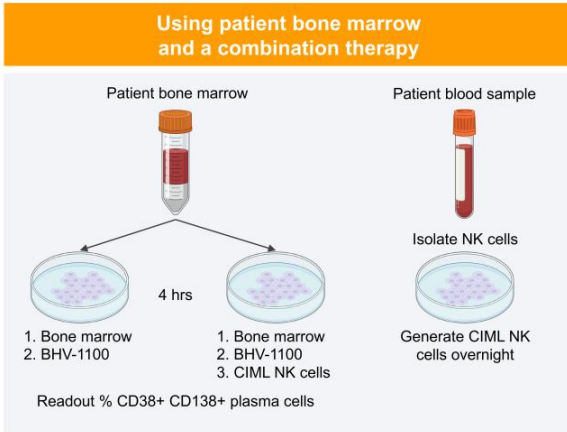 Using patient bone marrow
and a combination therapy
Patient bone marrow
Patient blood sample
Isolate NK cells
4 hrs
1. Bone marrow
2. BHV-1100
1. Bone marrow
2. BHV-1100
3. CIML NK cells
Generate CIML NK
cells overnight
Readout % CD38+ CD138+ plasma cells